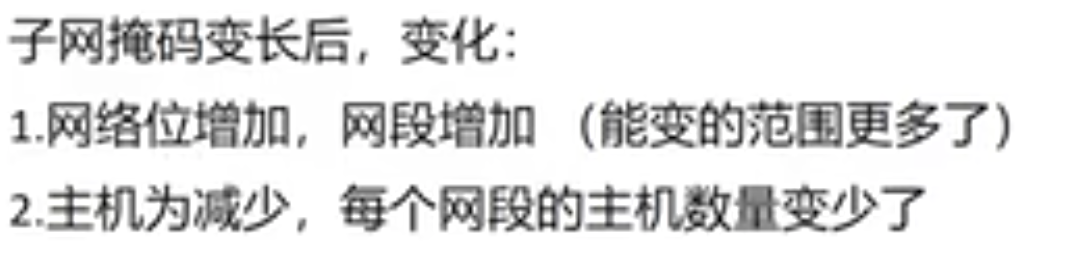 子网掩码变长后，变化：
1.网络位增加，网段增加 （能变的范围更多了）
2.主机为减少，每个网段的主机数量变少了